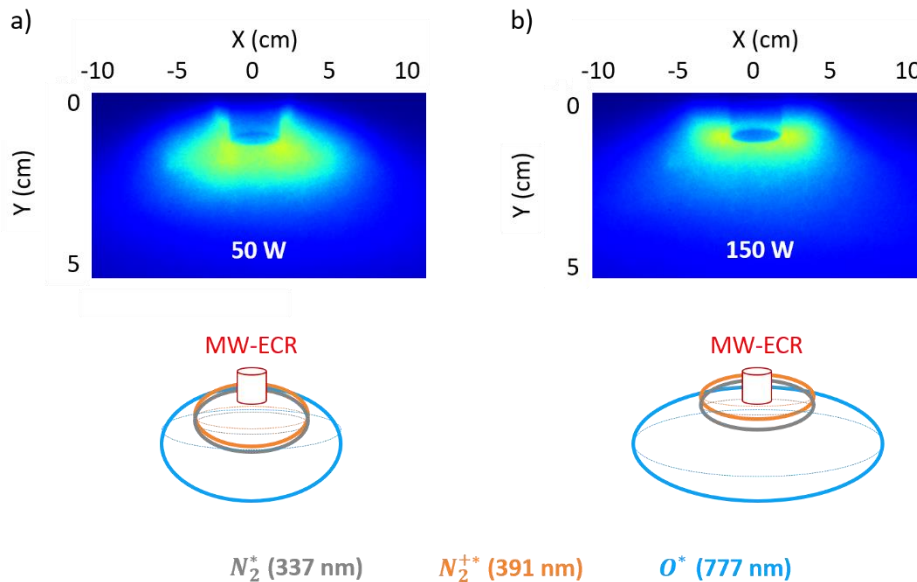 a)
X (cm)
-10 -5 0 5 10
0
Y (cm)
5
50 W
b)
X (cm)
-10 -5 0 5 10
0
Y (cm)
5
150 W
MW-ECR
MW-ECR
N₂* (337 nm) N₂⁺* (391 nm) O* (777 nm)